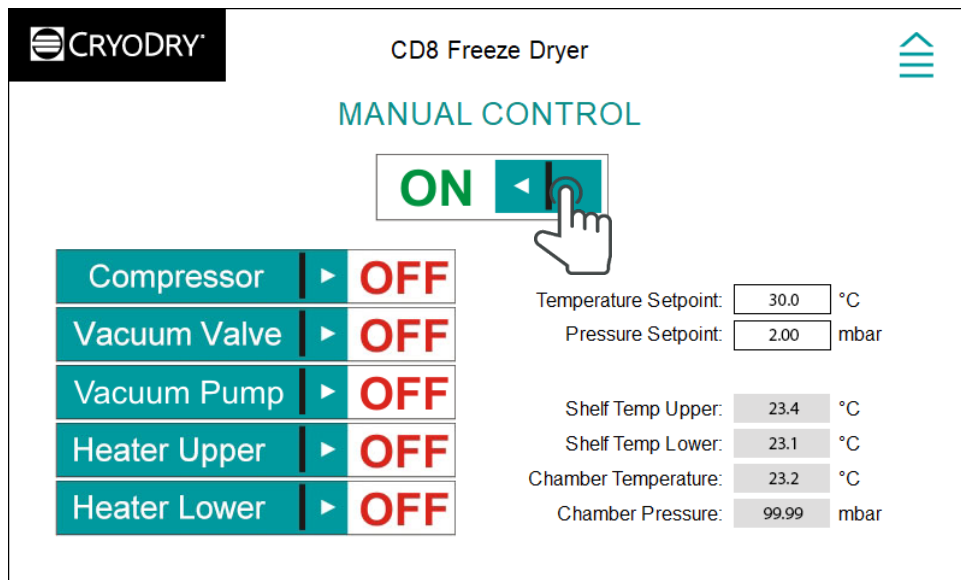 CRYODRY
CD8 Freeze Dryer
MANUAL CONTROL
ON
Compressor OFF
Vacuum Valve OFF
Vacuum Pump OFF
Heater Upper OFF
Heater Lower OFF
Temperature Setpoint: 30.0 °C
Pressure Setpoint: 2.00 mbar
Shelf Temp Upper: 23.4 °C
Shelf Temp Lower: 23.1 °C
Chamber Temperature: 23.2 °C
Chamber Pressure: 99.99 mbar